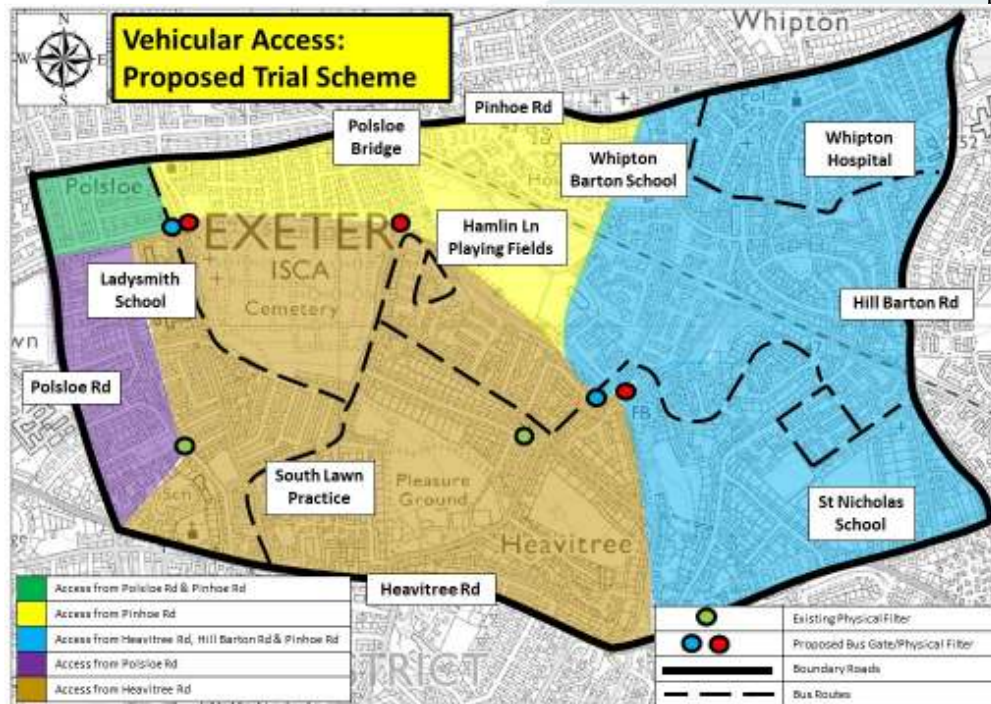 Whipton
N
W
E
S
Vehicular Access:
Proposed Trial Scheme
Pinhoe Rd
Polsloe
Bridge
Whipton
Barton School
Whipton
Hospital
52
Polsloe
EXETER
ISCA
Hamlin Ln
Playing Fields
Ladysmith
School
Cemetery
Hill Barton Rd
wn
Polsloe Rd
FB
South Lawn
Practice
Pleasure
Ground
Sch
St Nicholas
School
Heavitree
Heavitree Rd
Access from Polsloe Rd & Pinhoe Rd
Access from Pinhoe Rd
Access from Heavitree Rd, Hill Barton Rd & Pinhoe Rd
Access from Polsloe Rd
Access from Heavitree Rd
Existing Physical Filter
Proposed Bus Gate/Physical Filter
Boundary Roads
Bus Routes
TRICT